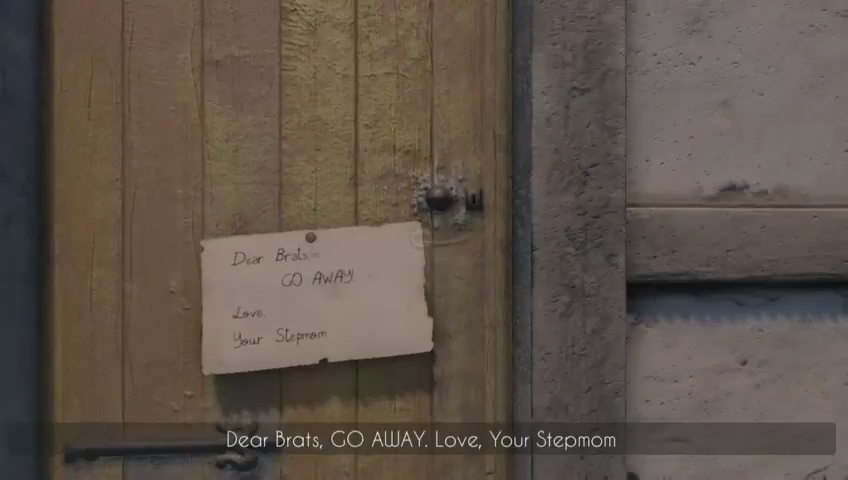 Dear Brats—
GO AWAY!
Love,
Your Stepmom
Dear Brats, GO AWAY. Love, Your Stepmom